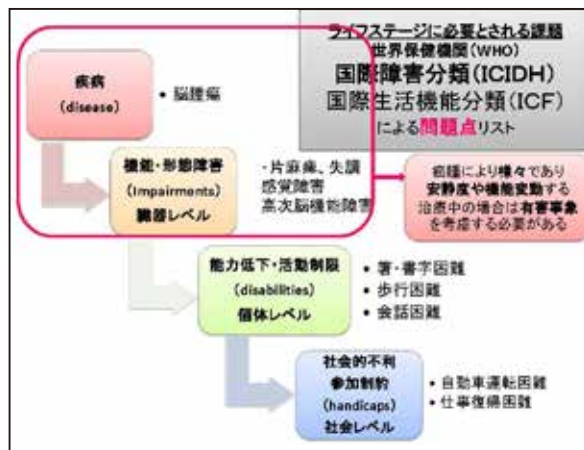 ライフステージに必要とされる課題
世界保健機関(WHO)
国際障害分類(ICIDH)
国際生活機能分類(ICF)
による問題点リスト
疾病
(disease)
• 脳腫瘍
機能・形態障害
(Impairments)
臓器レベル
・片麻痺、失調
感覚障害
高次脳機能障害
癌腫により様々であり
安静度や機能変動する
治療中の場合は有害事象
を考慮する必要がある
能力低下・活動制限
(disabilities)
個体レベル
• 箸・書字困難
• 歩行困難
• 会話困難
社会的不利
参加制約
(handicaps)
社会レベル
• 自動車運転困難
• 仕事復帰困難